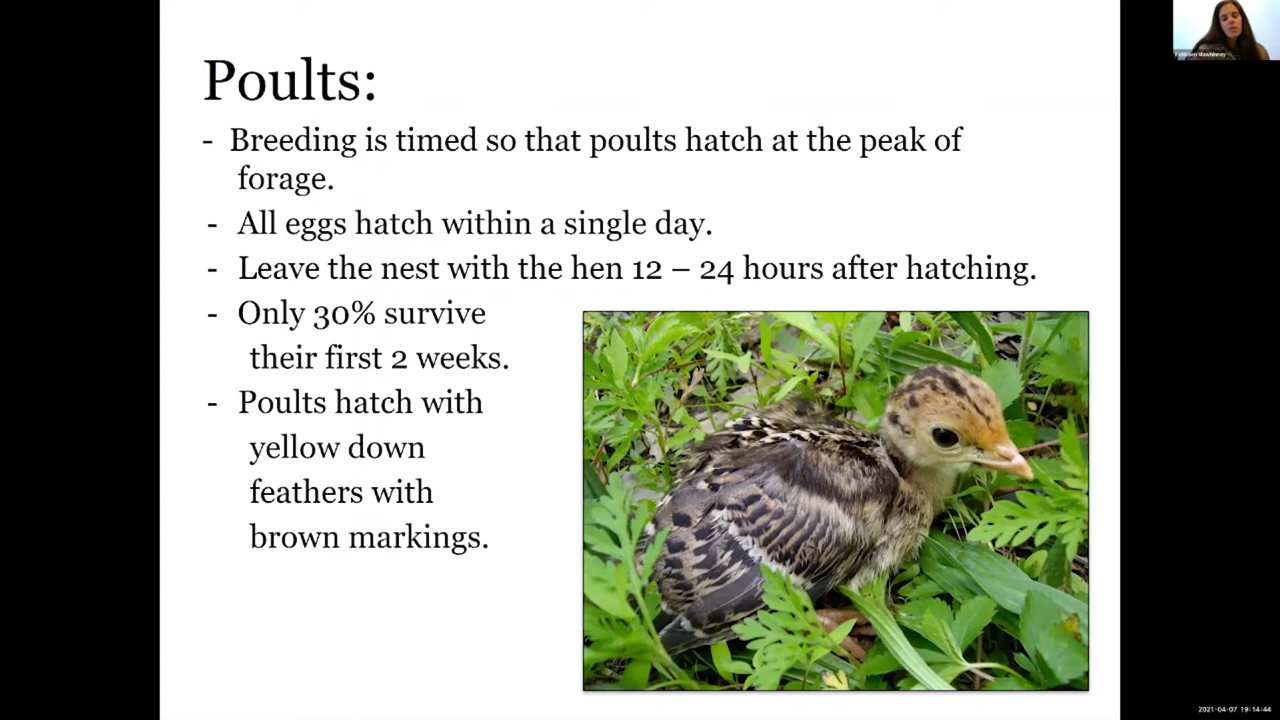 Poults:
- Breeding is timed so that poults hatch at the peak of
forage.
- All eggs hatch within a single day.
- Leave the nest with the hen 12 – 24 hours after hatching.
- Only 30% survive
their first 2 weeks.
- Poults hatch with
yellow down
feathers with
brown markings.
Kathleen Mawhinney
2021-04-07 19:14:44